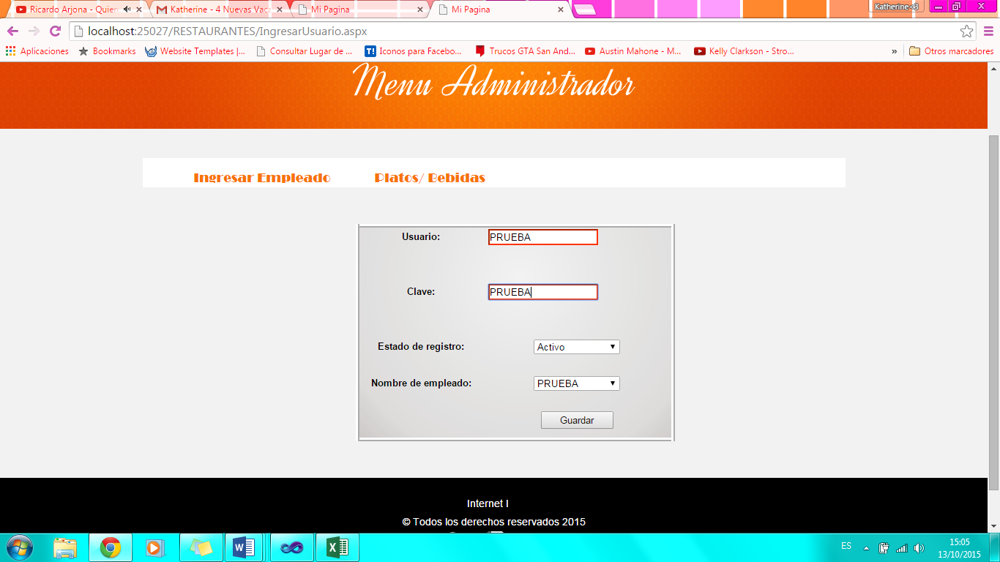 Ricardo Arjona - Quien
Katherine - 4 Nuevas Vaca
Mi Pagina
Mi Pagina
Katherine<3
localhost:25027/RESTAURANTES/IngresarUsuario.aspx
Aplicaciones
Bookmarks
Website Templates |...
Consultar Lugar de ...
T!
Iconos para Facebo...
Trucos GTA San And...
Austin Mahone - M...
Kelly Clarkson - Stro...
»
Otros marcadores
Menu Administrador
Ingresar Empleado
Platos/ Bebidas
Usuario:
PRUEBA
Clave:
PRUEBA
Estado de registro:
Activo
Nombre de empleado:
PRUEBA
Guardar
Internet I
© Todos los derechos reservados 2015
ES
15:05
13/10/2015